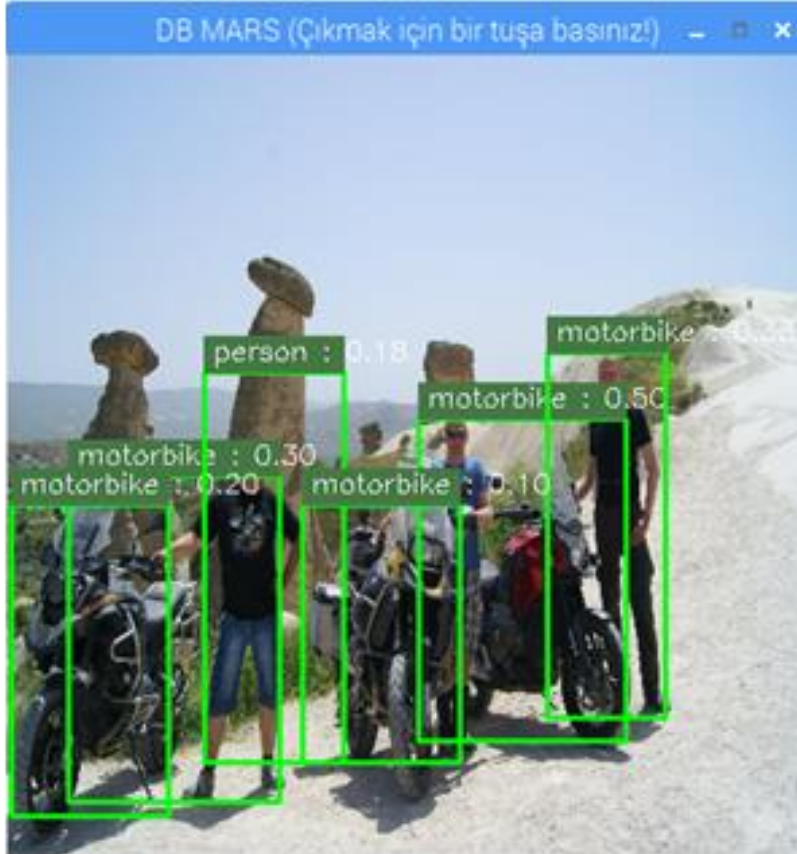 DB MARS (Çıkmak için bir tuşa basınız!)
motorbike :
person : 0.18
motorbike : 0.50
motorbike : 0.30
motorbike : 0.20
motorbike : 0.10